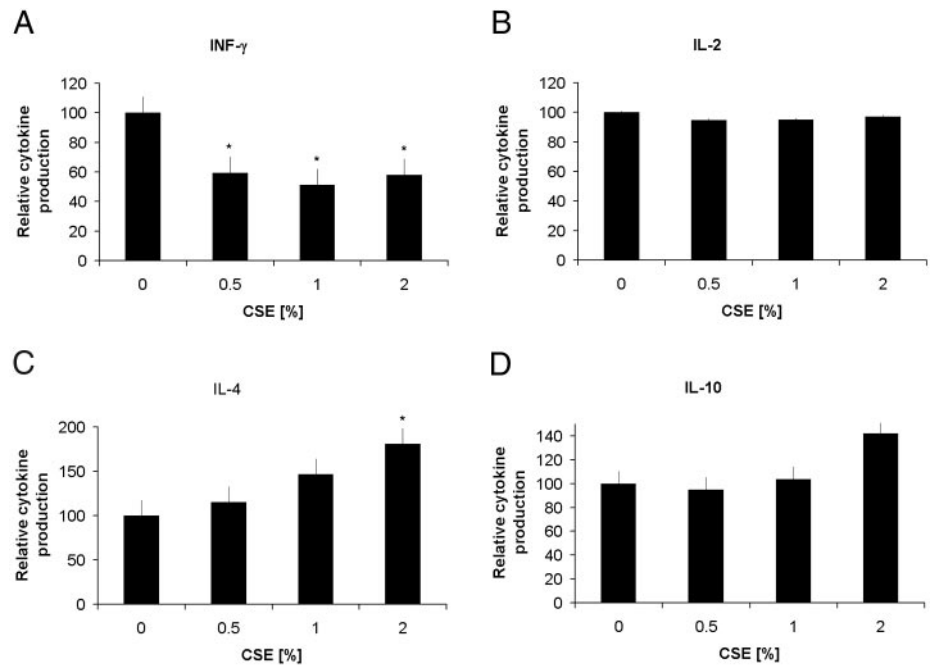 A
INF-γ
Relative cytokine
production
120
100
80
60
40
20
0
*
*
*
0 0.5 1 2
CSE [%]
B
IL-2
Relative cytokine
production
120
100
80
60
40
20
0
0 0.5 1 2
CSE [%]
C
IL-4
Relative cytokine
production
200
150
100
50
0
*
0 0.5 1 2
CSE [%]
D
IL-10
Relative cytokine
production
140
120
100
80
60
40
20
0
0 0.5 1 2
CSE [%]